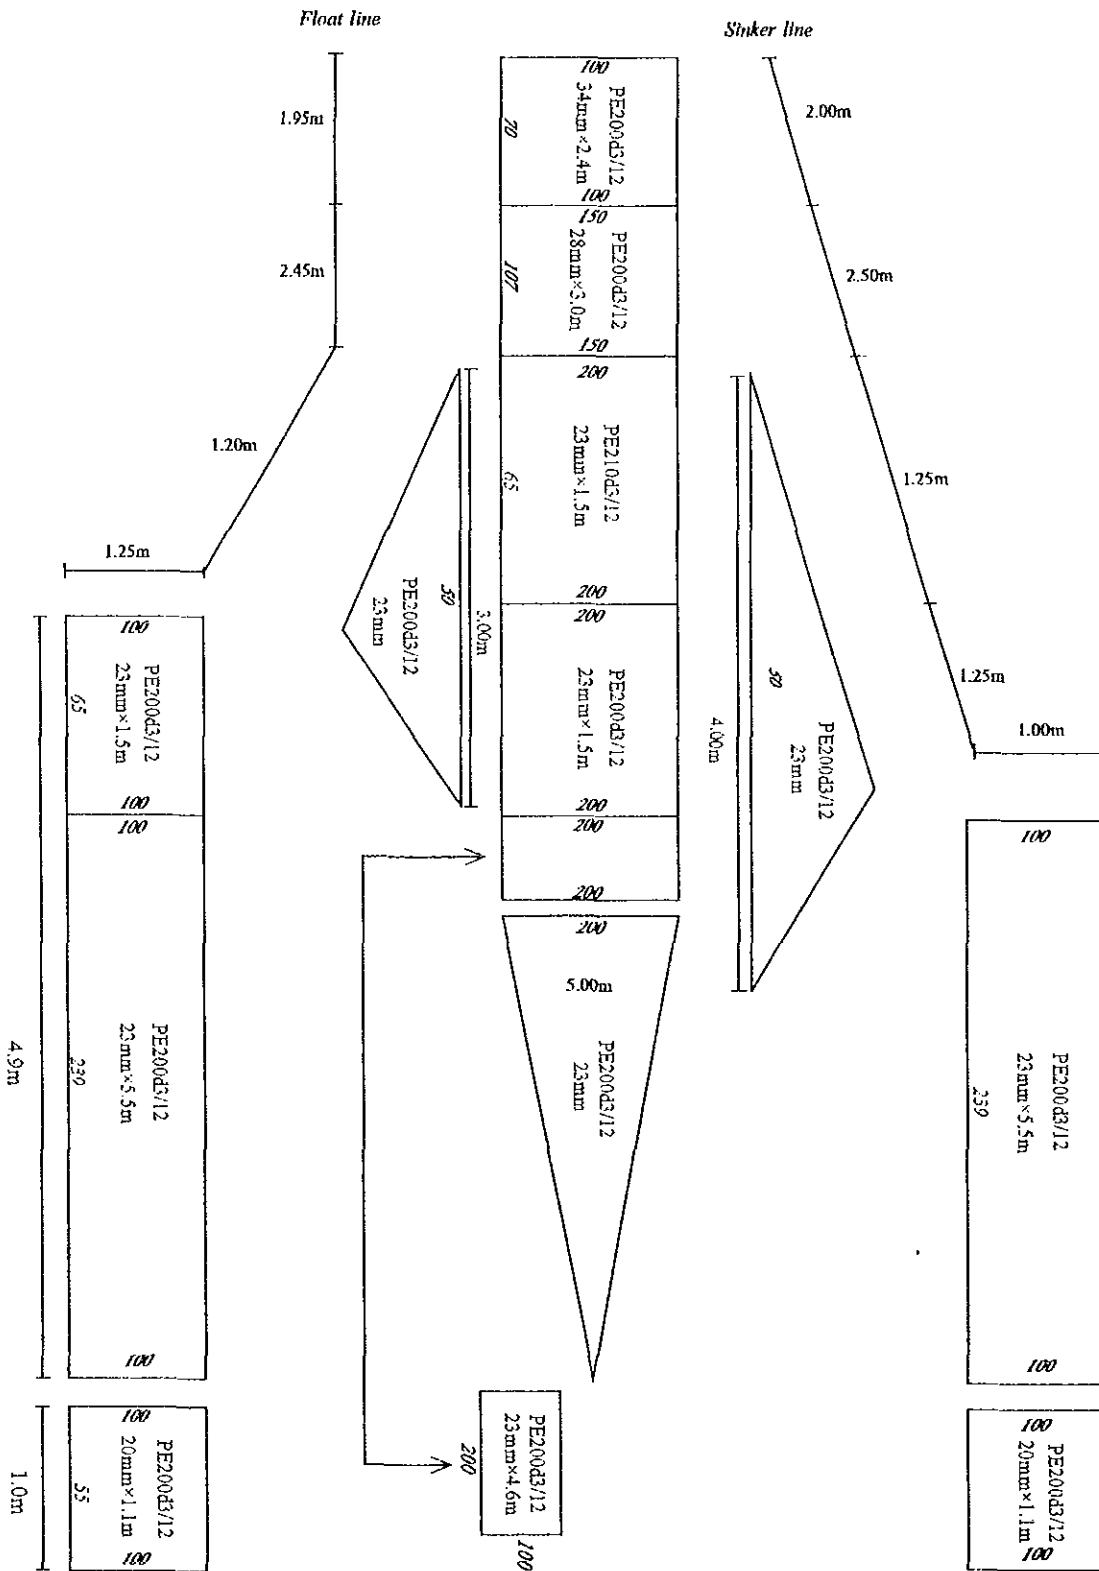 Float line
Sinker line
1.95m
2.45m
1.20m
1.25m
2.00m
2.50m
1.25m
1.25m
1.00m
100
PE200d3/12
34mm×2.4m
70
100
150
PE200d3/12
28mm×3.0m
107
150
200
PE210d3/12
23mm×1.5m
65
200
200
PE200d3/12
23mm×1.5m
200
200
200
200
5.00m
PE200d3/12
23mm
50
PE200d3/12
23mm
3.00m
50
PE200d3/12
23mm
4.00m
100
PE200d3/12
23mm×1.5m
65
100
100
PE200d3/12
23mm×5.5m
239
100
4.9m
100
PE200d3/12
20mm×1.1m
55
100
1.0m
PE200d3/12
23mm×4.6m
200
100
100
PE200d3/12
23mm×5.5m
239
100
100
PE200d3/12
20mm×1.1m
100